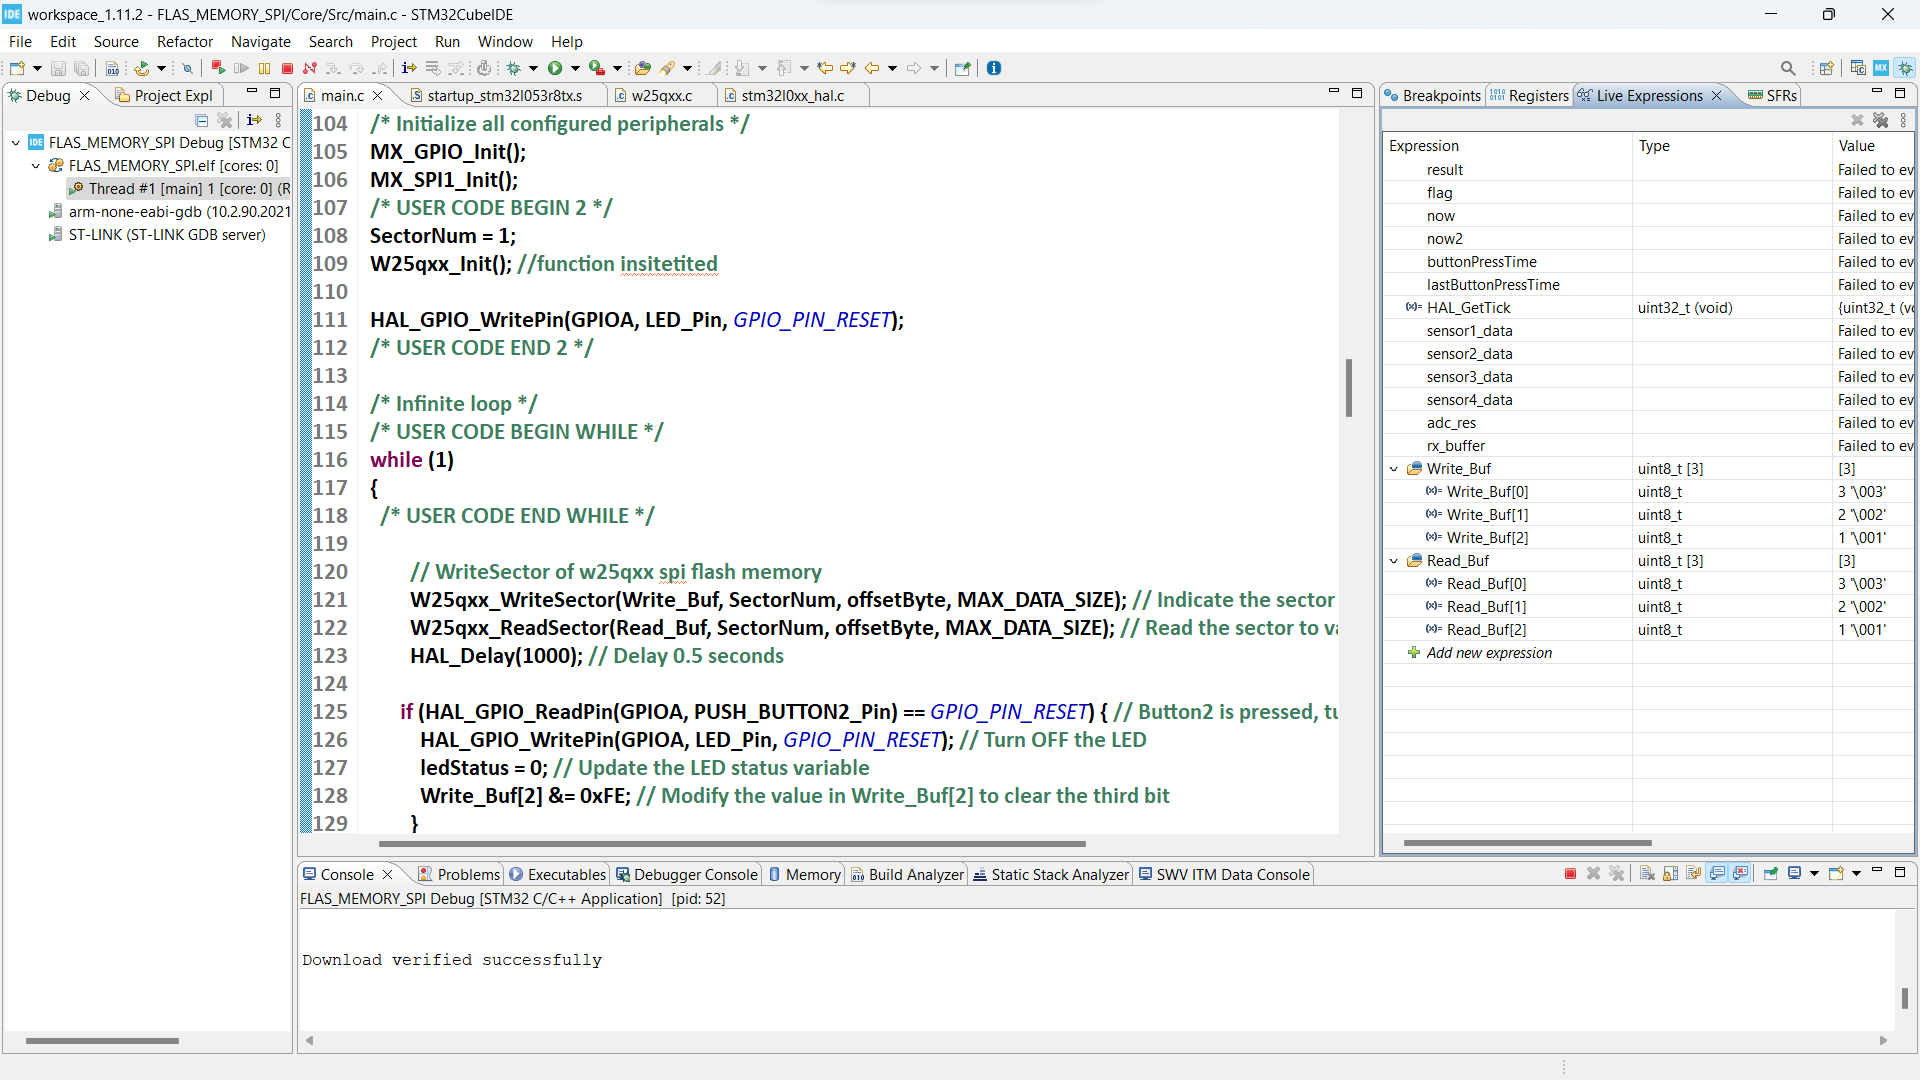 workspace_1.11.2 - FLAS_MEMORY_SPI/Core/Src/main.c - STM32CubeIDE
File Edit Source Refactor Navigate Search Project Run Window Help
Debug Project Expl
FLAS_MEMORY_SPI Debug [STM32 C
FLAS_MEMORY_SPI.elf [cores: 0]
Thread #1 [main] 1 [core: 0] (R
arm-none-eabi-gdb (10.2.90.2021
ST-LINK (ST-LINK GDB server)
main.c startup_stm32l053r8tx.s w25qxx.c stm32l0xx_hal.c
104 /* Initialize all configured peripherals */
105 MX_GPIO_Init();
106 MX_SPI1_Init();
107 /* USER CODE BEGIN 2 */
108 SectorNum = 1;
109 W25qxx_Init(); //function insitetited
110
111 HAL_GPIO_WritePin(GPIOA, LED_Pin, GPIO_PIN_RESET);
112 /* USER CODE END 2 */
113
114 /* Infinite loop */
115 /* USER CODE BEGIN WHILE */
116 while (1)
117 {
118 /* USER CODE END WHILE */
119
120 // WriteSector of w25qxx spi flash memory
121 W25qxx_WriteSector(Write_Buf, SectorNum, offsetByte, MAX_DATA_SIZE); // Indicate the sector
122 W25qxx_ReadSector(Read_Buf, SectorNum, offsetByte, MAX_DATA_SIZE); // Read the sector to va
123 HAL_Delay(1000); // Delay 0.5 seconds
124
125 if (HAL_GPIO_ReadPin(GPIOA, PUSH_BUTTON2_Pin) == GPIO_PIN_RESET) { // Button2 is pressed, tu
126 HAL_GPIO_WritePin(GPIOA, LED_Pin, GPIO_PIN_RESET); // Turn OFF the LED
127 ledStatus = 0; // Update the LED status variable
128 Write_Buf[2] &= 0xFE; // Modify the value in Write_Buf[2] to clear the third bit
129 }
Breakpoints Registers Live Expressions SFRs
Expression Type Value
result Failed to ev
flag Failed to ev
now Failed to ev
now2 Failed to ev
buttonPressTime Failed to ev
lastButtonPressTime Failed to ev
HAL_GetTick uint32_t (void) {uint32_t (vo
sensor1_data Failed to ev
sensor2_data Failed to ev
sensor3_data Failed to ev
sensor4_data Failed to ev
adc_res Failed to ev
rx_buffer Failed to ev
Write_Buf uint8_t [3] [3]
Write_Buf[0] uint8_t 3 '\003'
Write_Buf[1] uint8_t 2 '\002'
Write_Buf[2] uint8_t 1 '\001'
Read_Buf uint8_t [3] [3]
Read_Buf[0] uint8_t 3 '\003'
Read_Buf[1] uint8_t 2 '\002'
Read_Buf[2] uint8_t 1 '\001'
Add new expression
Console Problems Executables Debugger Console Memory Build Analyzer Static Stack Analyzer SWV ITM Data Console
FLAS_MEMORY_SPI Debug [STM32 C/C++ Application] [pid: 52]
Download verified successfully